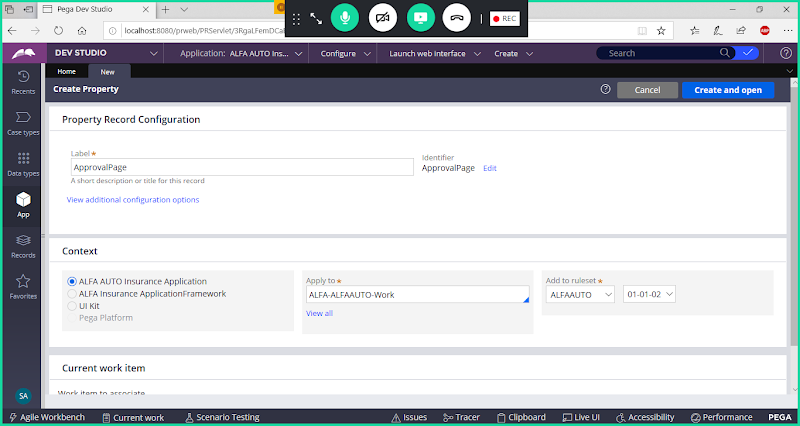 Pega Dev Studio
REC
localhost:8080/prweb/PRServlet/3RgaLFemDCa
DEV STUDIO
Application: ALFA AUTO Ins...
Configure
Launch web interface
Create
Search
Home
New
Recents
Create Property
Cancel
Create and open
Case types
Property Record Configuration
Label
Identifier
ApprovalPage
ApprovalPage
Edit
Data types
A short description or title for this record
View additional configuration options
App
Records
Context
Favorites
ALFA AUTO Insurance Application
ALFA Insurance ApplicationFramework
UI Kit
Pega Platform
Apply to
ALFA-ALFAAUTO-Work
View all
Add to ruleset
ALFAAUTO
01-01-02
Current work item
Work item to associate
SA
Agile Workbench
Current work
Scenario Testing
Issues
Tracer
Clipboard
Live UI
Accessibility
Performance
PEGA